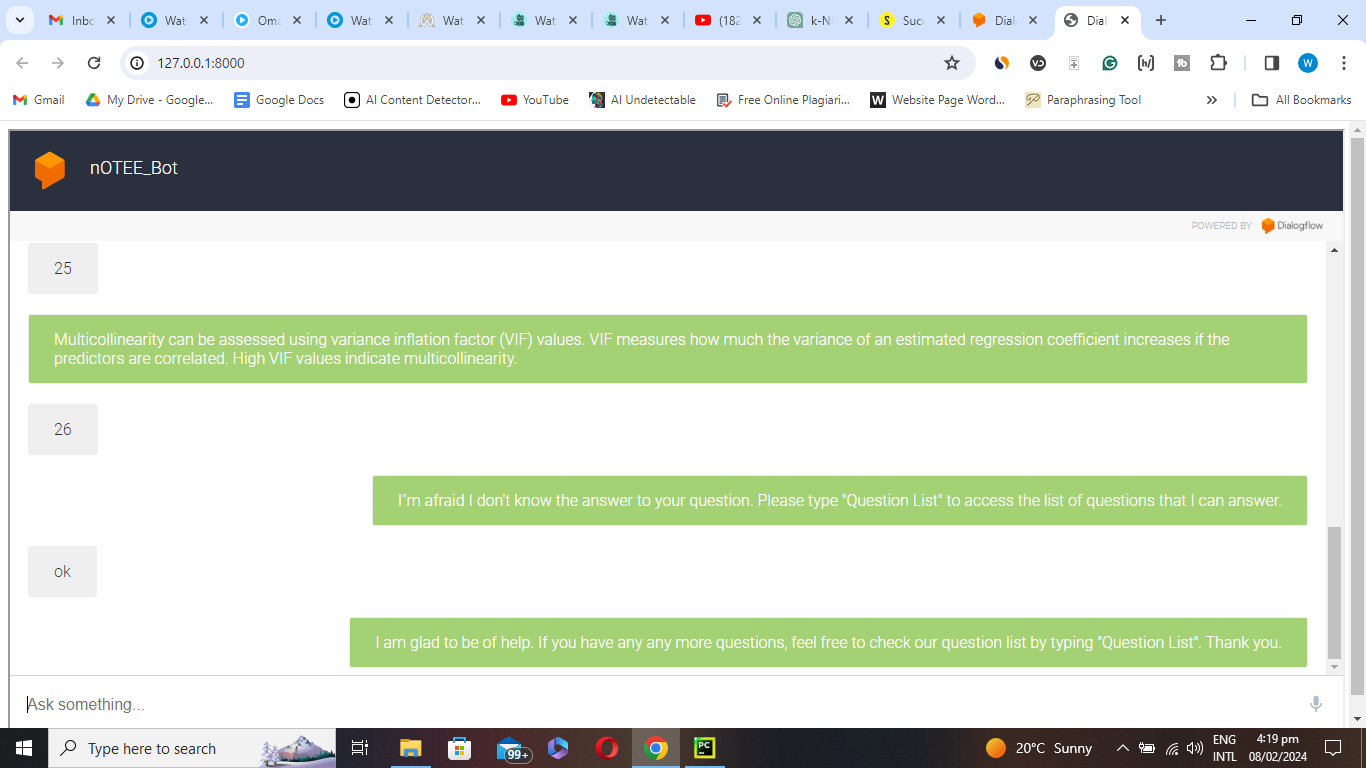 Inbo
Wat
Om
Wat
Wat
Wat
Wat
(182
k-N
Suc
Dial
Dial
127.0.0.1:8000
W
Gmail
My Drive - Google...
Google Docs
AI Content Detector...
YouTube
AI Undetectable
Free Online Plagiari...
Website Page Word...
Paraphrasing Tool
All Bookmarks
nOTEE_Bot
POWERED BY Dialogflow
25
Multicollinearity can be assessed using variance inflation factor (VIF) values. VIF measures how much the variance of an estimated regression coefficient increases if the
predictors are correlated. High VIF values indicate multicollinearity.
26
I"m afraid I don't know the answer to your question. Please type "Question List" to access the list of questions that I can answer.
ok
I am glad to be of help. If you have any any more questions, feel free to check our question list by typing "Question List". Thank you.
Ask something...
Type here to search
99+
PC
20°C Sunny
ENG
INTL
4:19 pm
08/02/2024